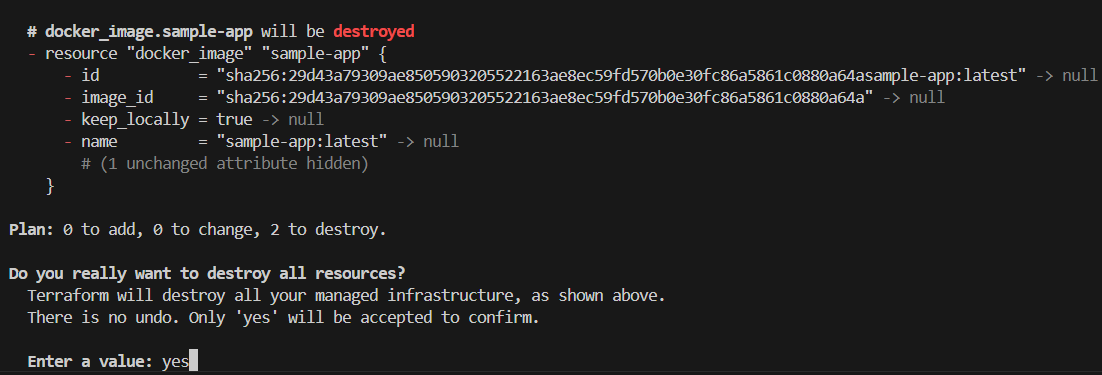 # docker_image.sample-app will be destroyed
- resource "docker_image" "sample-app" {
- id = "sha256:29d43a79309ae8505903205522163ae8ec59fd570b0e30fc86a5861c0880a64asample-app:latest" -> null
- image_id = "sha256:29d43a79309ae8505903205522163ae8ec59fd570b0e30fc86a5861c0880a64a" -> null
- keep_locally = true -> null
- name = "sample-app:latest" -> null
# (1 unchanged attribute hidden)
}
Plan: 0 to add, 0 to change, 2 to destroy.
Do you really want to destroy all resources?
Terraform will destroy all your managed infrastructure, as shown above.
There is no undo. Only 'yes' will be accepted to confirm.
Enter a value: yes